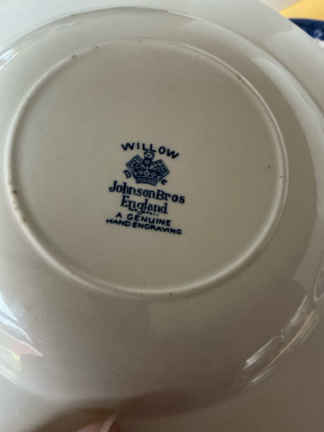 WILLOW
Johnson Bros
England
A GENUINE
HAND ENGRAVING